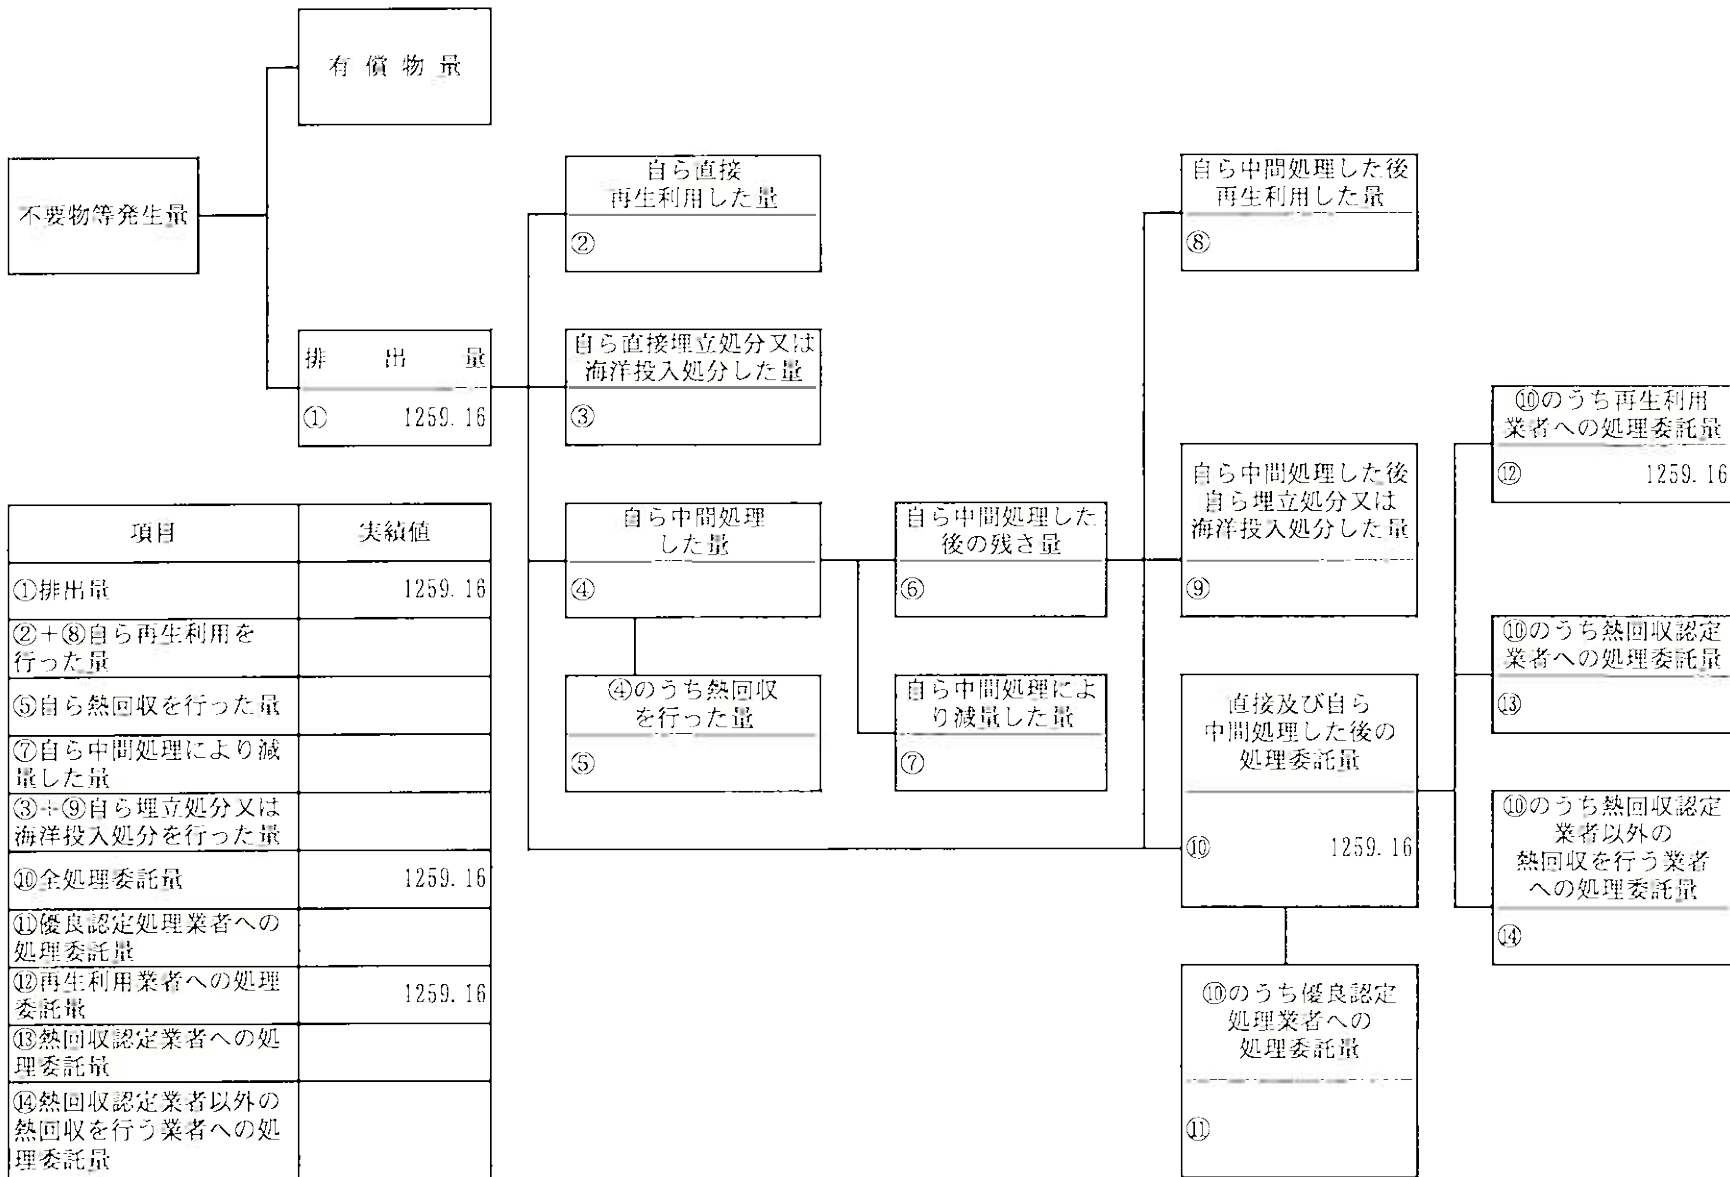 有償物量
不要物等発生量
排出量
① 1259.16
自ら直接
再生利用した量
②
自ら直接埋立処分又は
海洋投入処分した量
③
自ら中間処理
した量
④
④のうち熱回収
を行った量
⑤
自ら中間処理した
後の残さ量
⑥
自ら中間処理によ
り減量した量
⑦
自ら中間処理した後
再生利用した量
⑧
自ら中間処理した後
自ら埋立処分又は
海洋投入処分した量
⑨
直接及び自ら
中間処理した後の
処理委託量
⑩ 1259.16
⑩のうち優良認定
処理業者への
処理委託量
⑪
⑩のうち再生利用
業者への処理委託量
⑫ 1259.16
⑩のうち熱回収認定
業者への処理委託量
⑬
⑩のうち熱回収認定
業者以外の
熱回収を行う業者
への処理委託量
⑭
項目 実績値
①排出量 1259.16
②+⑧自ら再生利用を
行った量
⑤自ら熱回収を行った量
⑦自ら中間処理により減
量した量
③+⑨自ら埋立処分又は
海洋投入処分を行った量
⑩全処理委託量 1259.16
⑪優良認定処理業者への
処理委託量
⑫再生利用業者への処理
委託量 1259.16
⑬熱回収認定業者への処
理委託量
⑭熱回収認定業者以外の
熱回収を行う業者への処
理委託量